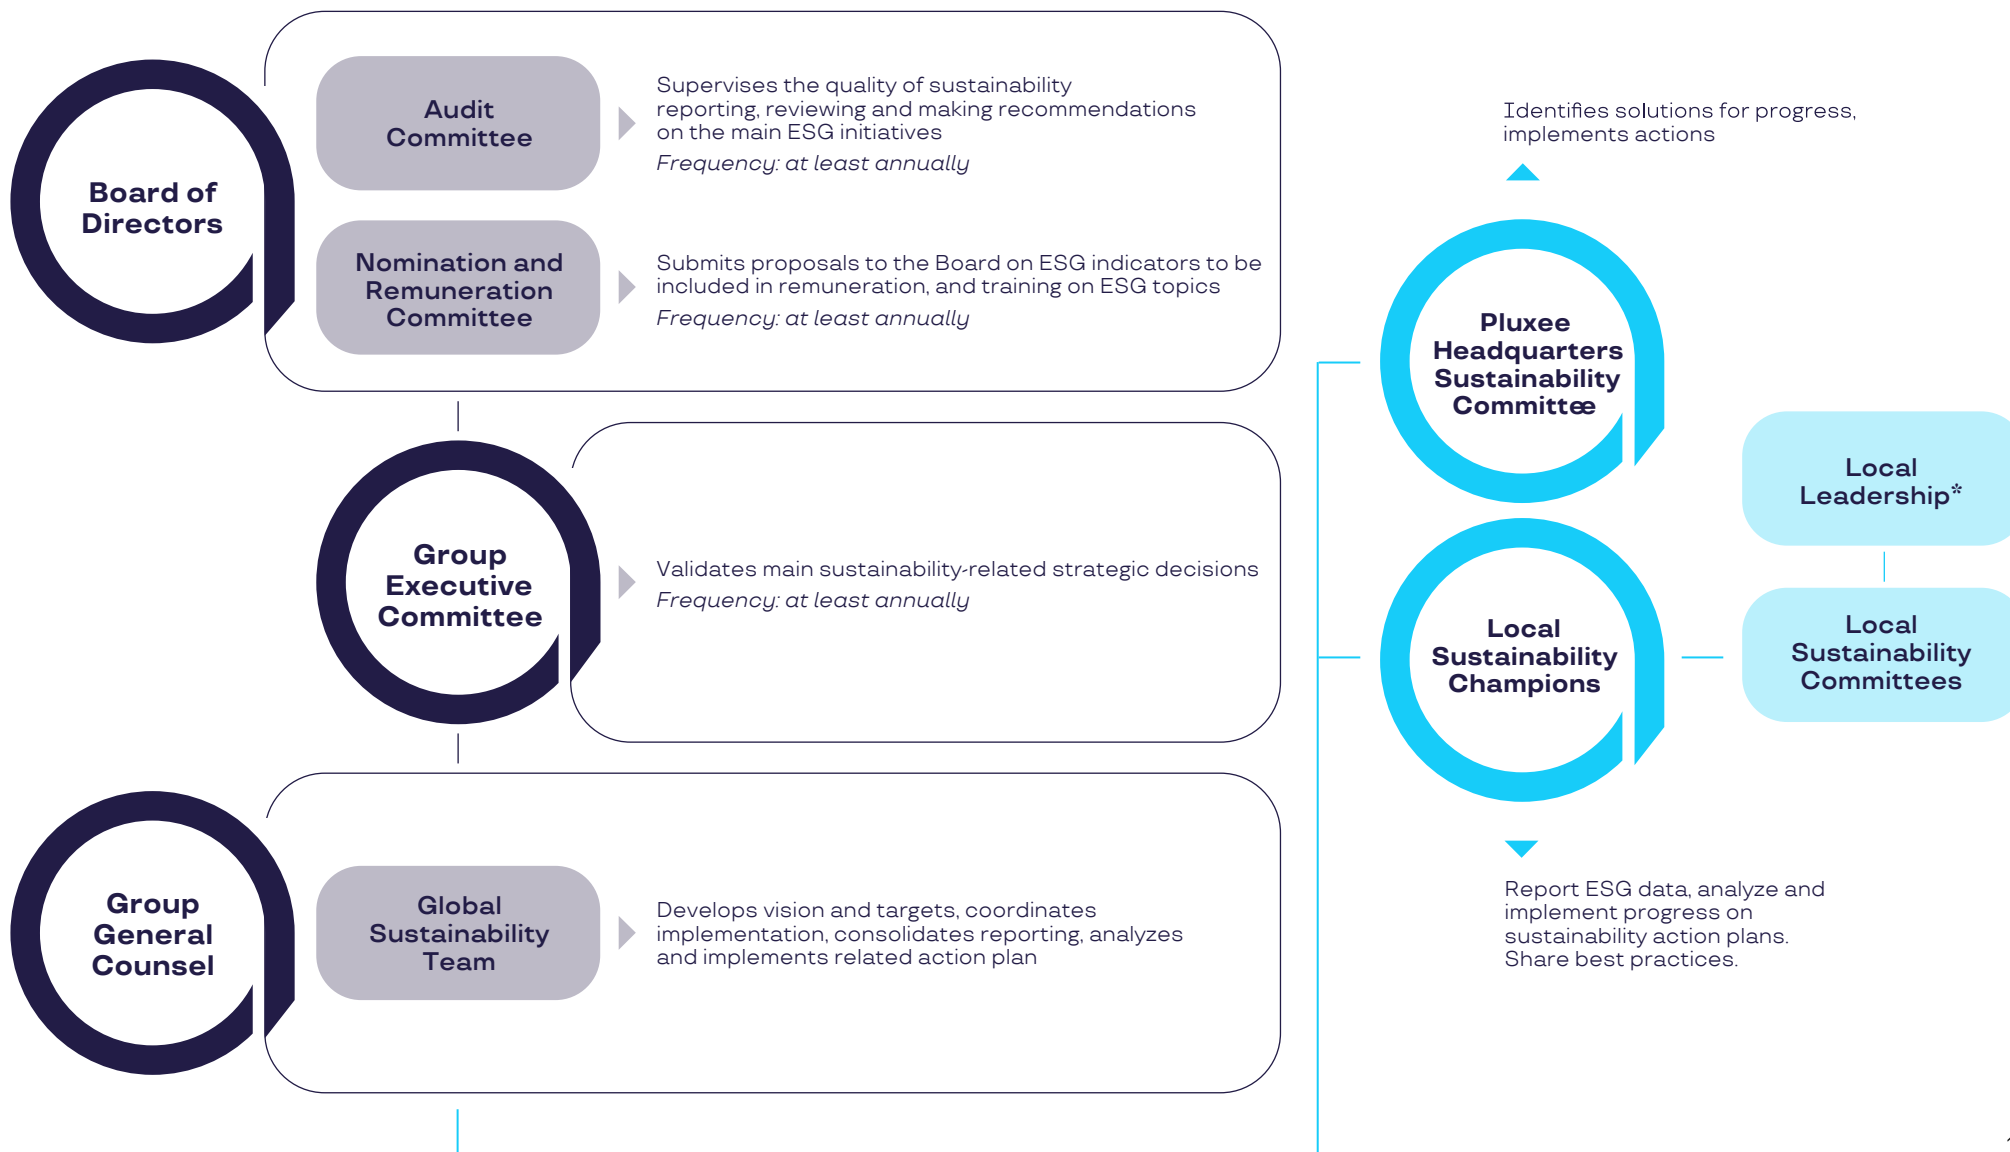 Board of
Directors
Audit
Committee
Supervises the quality of sustainability
reporting, reviewing and making recommendations
on the main ESG initiatives
Frequency: at least annually
Nomination and
Remuneration
Committee
Submits proposals to the Board on ESG indicators to be
included in remuneration, and training on ESG topics
Frequency: at least annually
Group
Executive
Committee
Validates main sustainability-related strategic decisions
Frequency: at least annually
Group
General
Counsel
Global
Sustainability
Team
Develops vision and targets, coordinates
implementation, consolidates reporting, analyzes
and implements related action plan
Identifies solutions for progress,
implements actions
Pluxee
Headquarters
Sustainability
Committee
Local
Sustainability
Champions
Local
Leadership*
Local
Sustainability
Committees
Report ESG data, analyze and
implement progress on
sustainability action plans.
Share best practices.